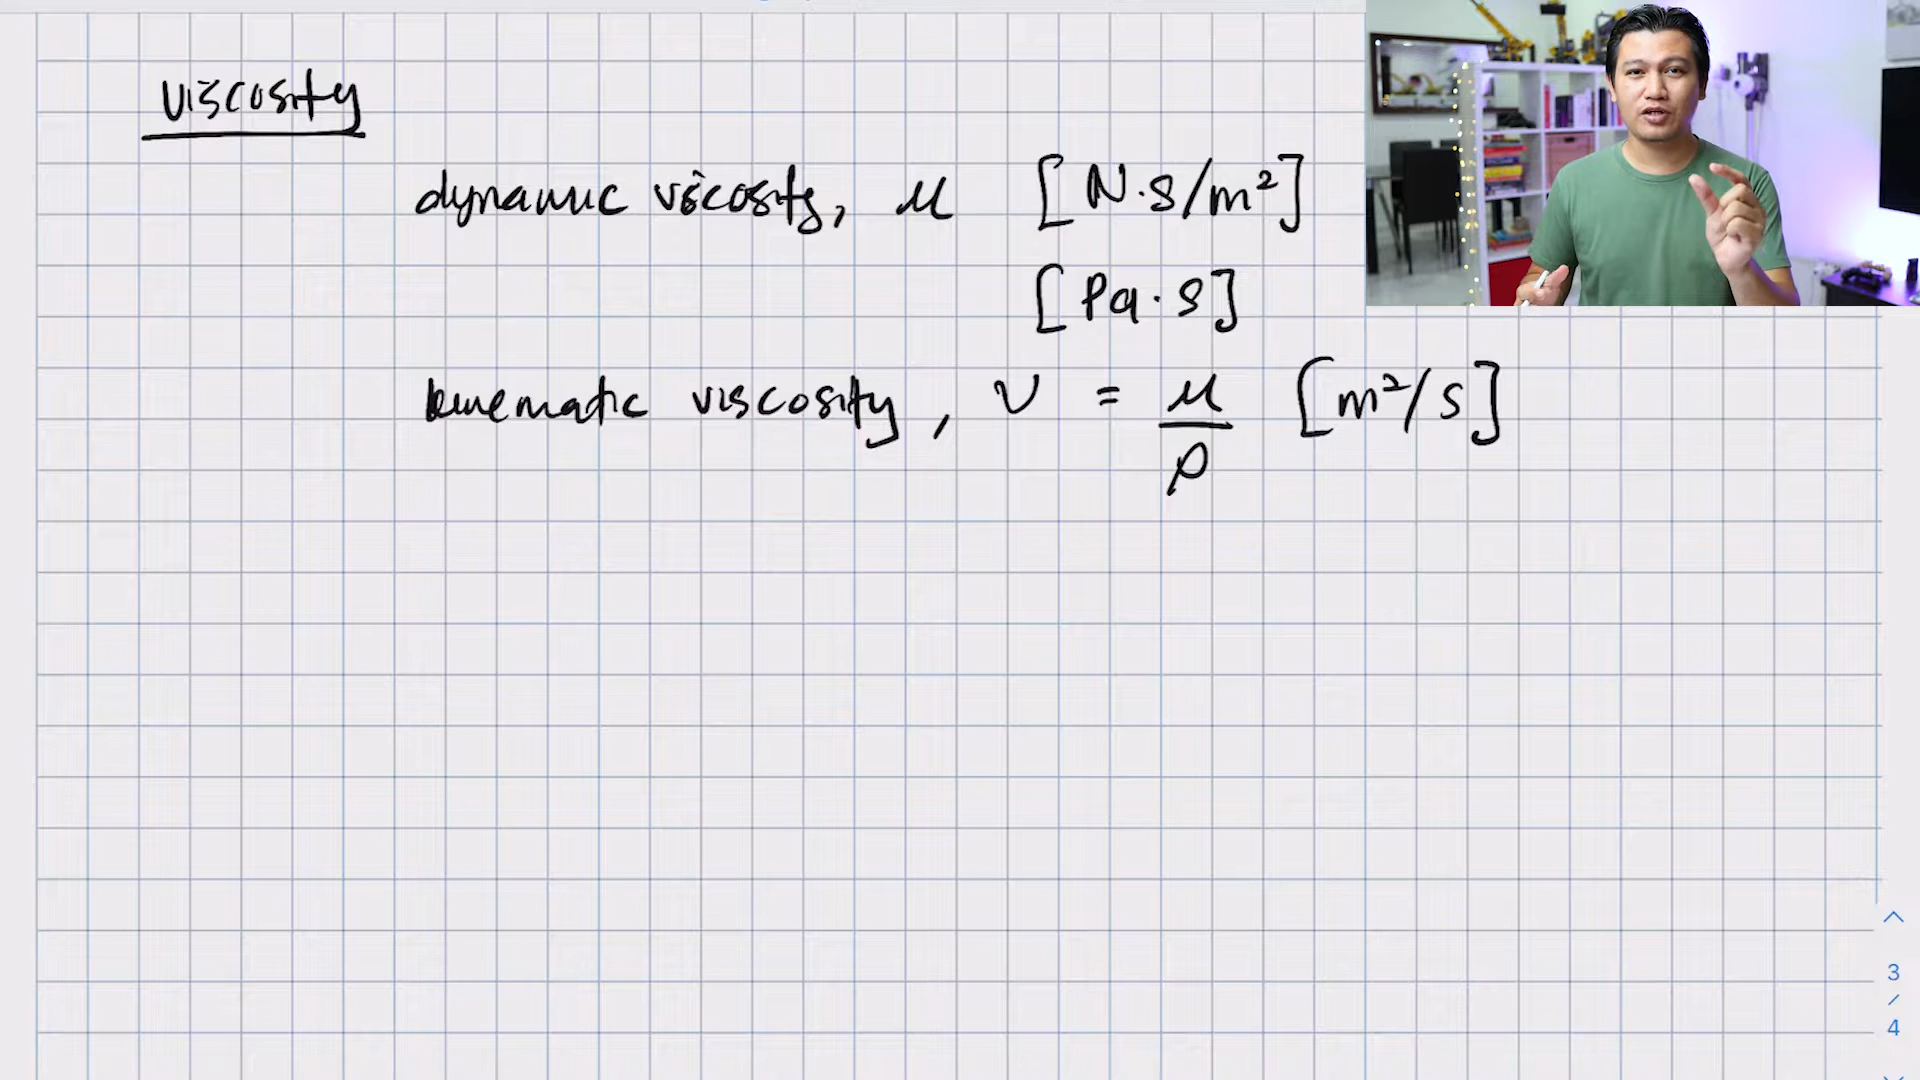 viscosity
dynamic viscosity, μ [N·s/m²]
[Pa·s]
kinematic viscosity, ν = μ/ρ [m²/s]
3
/
4